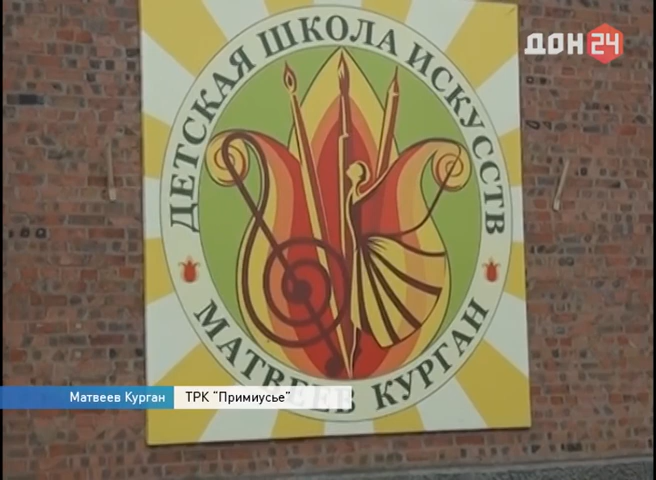 ДОН 24
ДЕТСКАЯ ШКОЛА ИСКУССТВ
МАТВЕЕВ КУРГАН
Матвеев Курган
ТРК "Примиусье"